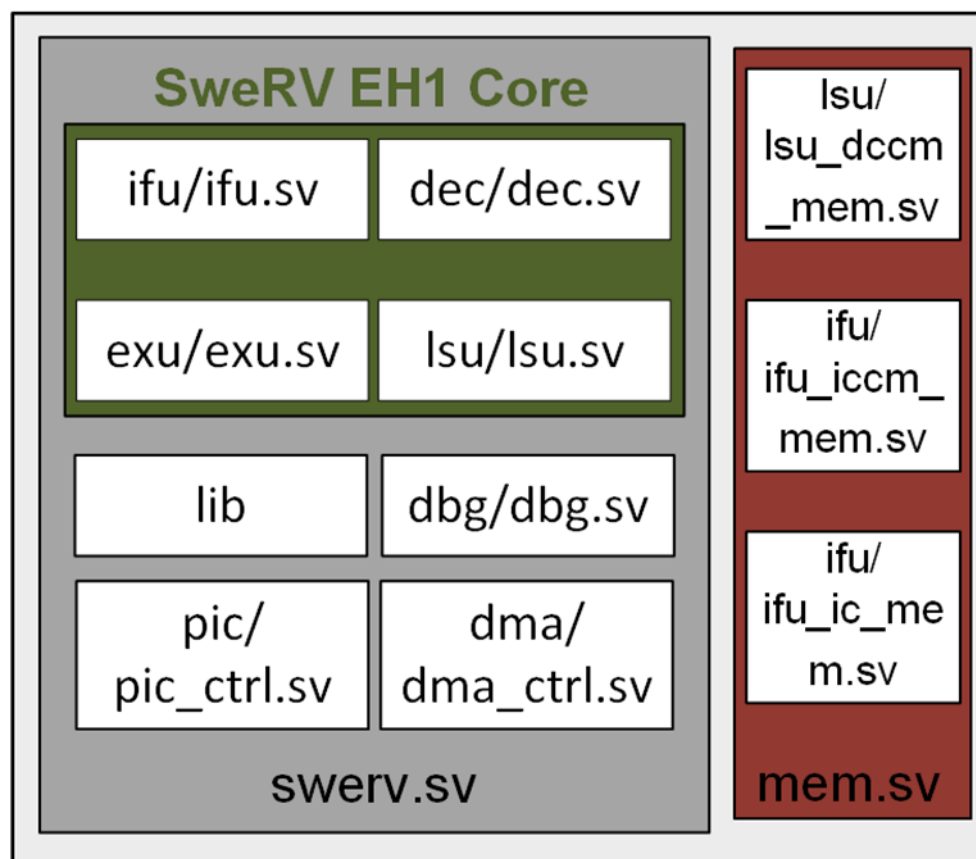 SweRV EH1 Core
ifu/ifu.sv
dec/dec.sv
exu/exu.sv
lsu/lsu.sv
lib
dbg/dbg.sv
pic/
pic_ctrl.sv
dma/
dma_ctrl.sv
swerv.sv
lsu/
lsu_dccm
_mem.sv
ifu/
ifu_iccm_
mem.sv
ifu/
ifu_ic_me
m.sv
mem.sv